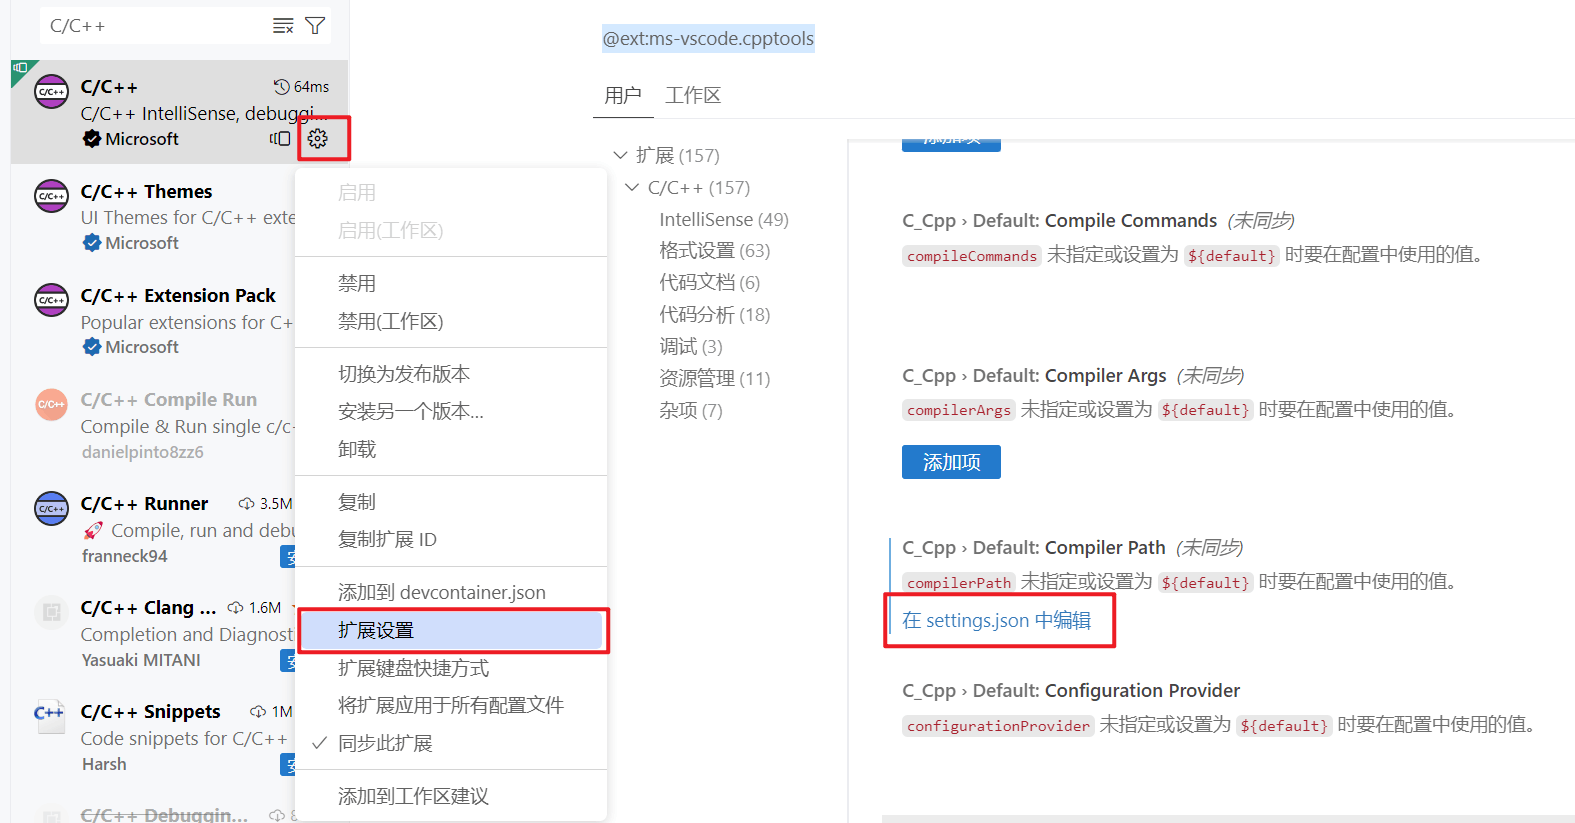 C/C++
C/C++ 64ms
C/C++ IntelliSense, debuggi...
Microsoft
C/C++ Themes
UI Themes for C/C++ exte
Microsoft
C/C++ Extension Pack
Popular extensions for C+
Microsoft
C/C++ Compile Run
Compile & Run single c/c-
danielpinto8zz6
C/C++ Runner 3.5M
🚀 Compile, run and debu
franneck94
C/C++ Clang ... 1.6M
Completion and Diagnosti
Yasuaki MITANI
C/C++ Snippets 1M
Code snippets for C/C++
Harsh
C/C++ Debuggin... 8
启用
启用(工作区)
禁用
禁用(工作区)
切换为发布版本
安装另一个版本...
卸载
复制
复制扩展 ID
添加到 devcontainer.json
扩展设置
扩展键盘快捷方式
将扩展应用于所有配置文件
同步此扩展
添加到工作区建议
@ext:ms-vscode.cpptools
用户 工作区
扩展 (157)
C/C++ (157)
IntelliSense (49)
格式设置 (63)
代码文档 (6)
代码分析 (18)
调试 (3)
资源管理 (11)
杂项 (7)
添加项
C_Cpp › Default: Compile Commands (未同步)
compileCommands 未指定或设置为 ${default} 时要在配置中使用的值。
C_Cpp › Default: Compiler Args (未同步)
compilerArgs 未指定或设置为 ${default} 时要在配置中使用的值。
添加项
C_Cpp › Default: Compiler Path (未同步)
compilerPath 未指定或设置为 ${default} 时要在配置中使用的值。
在 settings.json 中编辑
C_Cpp › Default: Configuration Provider
configurationProvider 未指定或设置为 ${default} 时要在配置中使用的值。